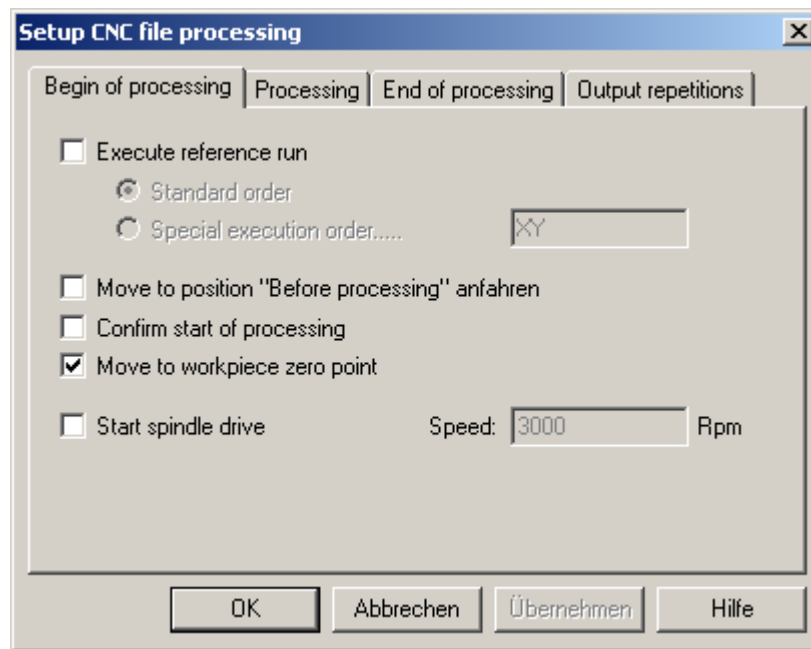 Setup CNC file processing
Begin of processing Processing End of processing Output repetitions
Execute reference run
Standard order
Special execution order..... XY
Move to position "Before processing" anfahren
Confirm start of processing
Move to workpiece zero point
Start spindle drive Speed: 3000 Rpm
OK Abbrechen Übernehmen Hilfe